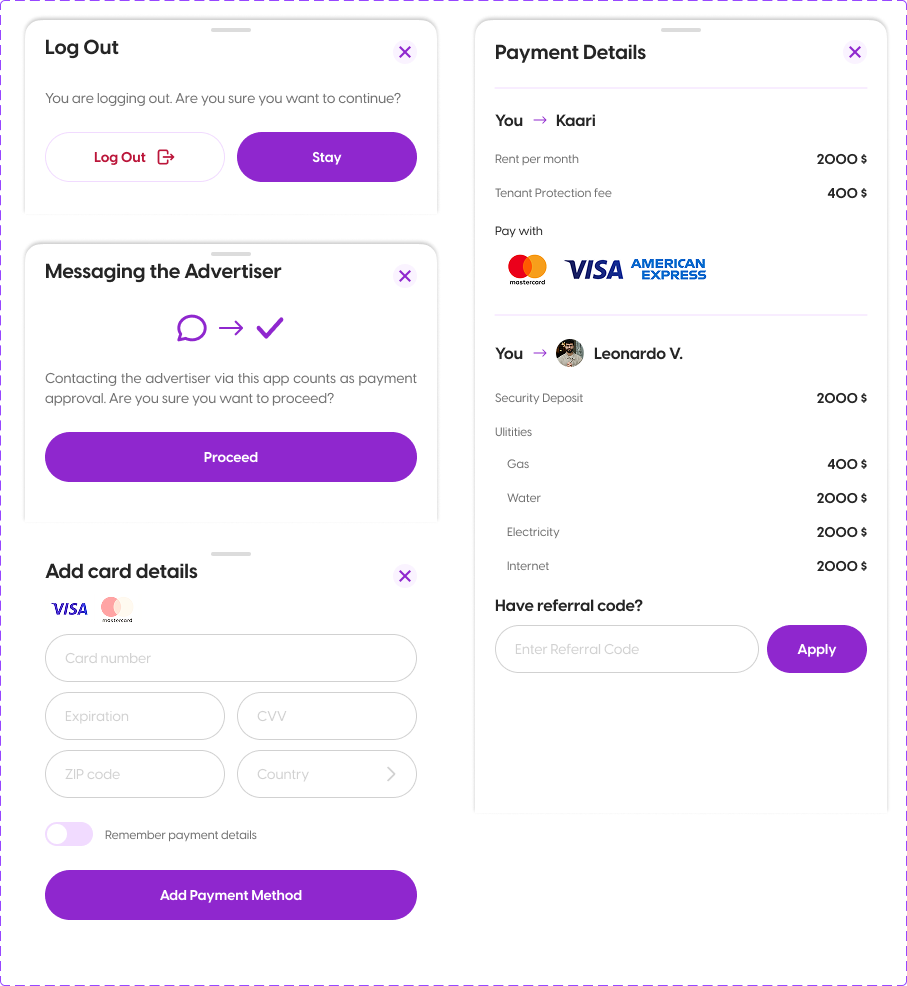 Log Out
You are logging out. Are you sure you want to continue?
Log Out
Stay
Messaging the Advertiser
Contacting the advertiser via this app counts as payment
approval. Are you sure you want to proceed?
Proceed
Add card details
VISA
mastercard
Card number
Expiration
CVV
ZIP code
Country
Remember payment details
Add Payment Method
Payment Details
You → Kaari
Rent per month 2000 $
Tenant Protection fee 400 $
Pay with
mastercard
VISA
AMERICAN
EXPRESS
You → Leonardo V.
Security Deposit 2000 $
Ulitities
Gas 400 $
Water 2000 $
Electricity 2000 $
Internet 2000 $
Have referral code?
Enter Referral Code
Apply